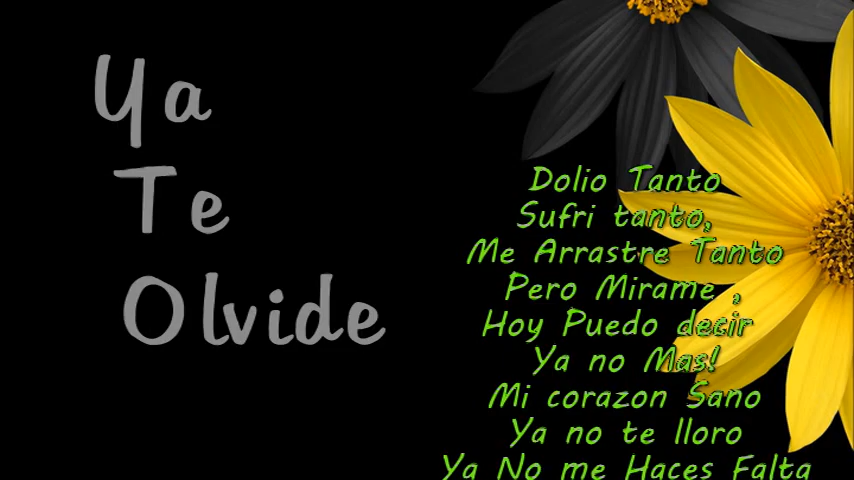 Ya
Te
Olvide
Dolio Tanto
Sufri tanto,
Me Arrastre Tanto
Pero Mirame ,
Hoy Puedo decir
Ya no Mas!
Mi corazon Sano
Ya no te lloro
Ya No me Haces Falta